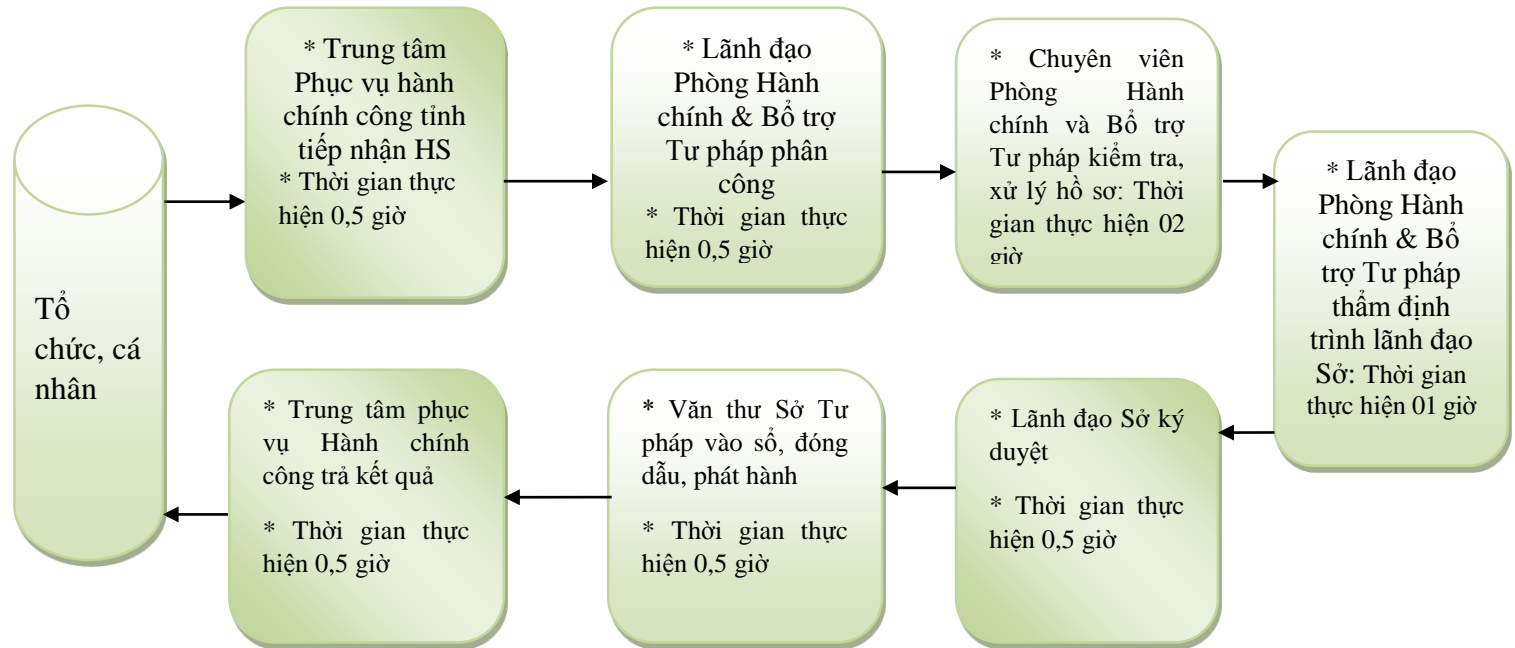 Tổ
chức, cá
nhân
* Trung tâm
Phục vụ hành
chính công tỉnh
tiếp nhận HS
* Thời gian thực
hiện 0,5 giờ
* Lãnh đạo
Phòng Hành
chính & Bổ trợ
Tư pháp phân
công
* Thời gian thực
hiện 0,5 giờ
* Chuyên viên
Phòng Hành
chính và Bổ trợ
Tư pháp kiểm tra,
xử lý hồ sơ: Thời
gian thực hiện 02
giờ
* Lãnh đạo
Phòng Hành
chính & Bổ
trợ Tư pháp
thẩm định
trình lãnh đạo
Sở: Thời gian
thực hiện 01 giờ
* Lãnh đạo Sở ký
duyệt
* Thời gian thực
hiện 0,5 giờ
* Văn thư Sở Tư
pháp vào sổ, đóng
dẫu, phát hành
* Thời gian thực
hiện 0,5 giờ
* Trung tâm phục
vụ Hành chính
công trả kết quả
* Thời gian thực
hiện 0,5 giờ